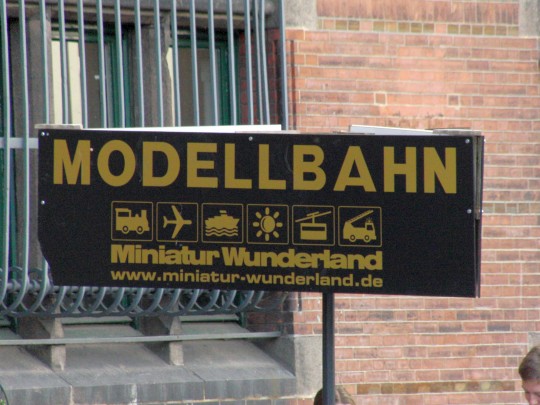 MODELLBAHN
Miniatur Wunderland
www.miniatur-wunderland.de